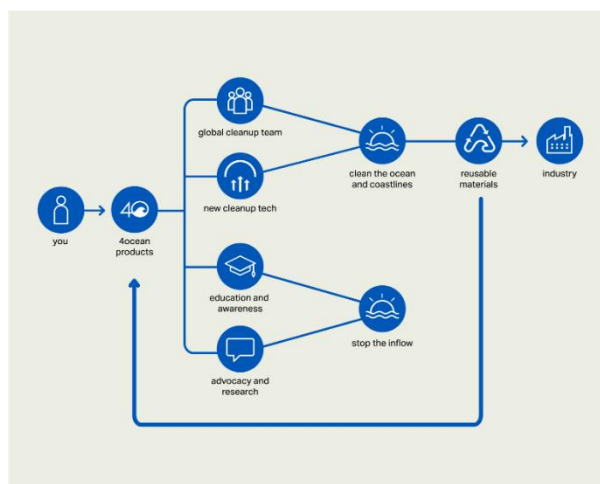 global cleanup team
clean the ocean
and coastlines
reusable
materials
industry
new cleanup tech
4O
you
4ocean
products
education and
awareness
stop the inflow
advocacy and
research